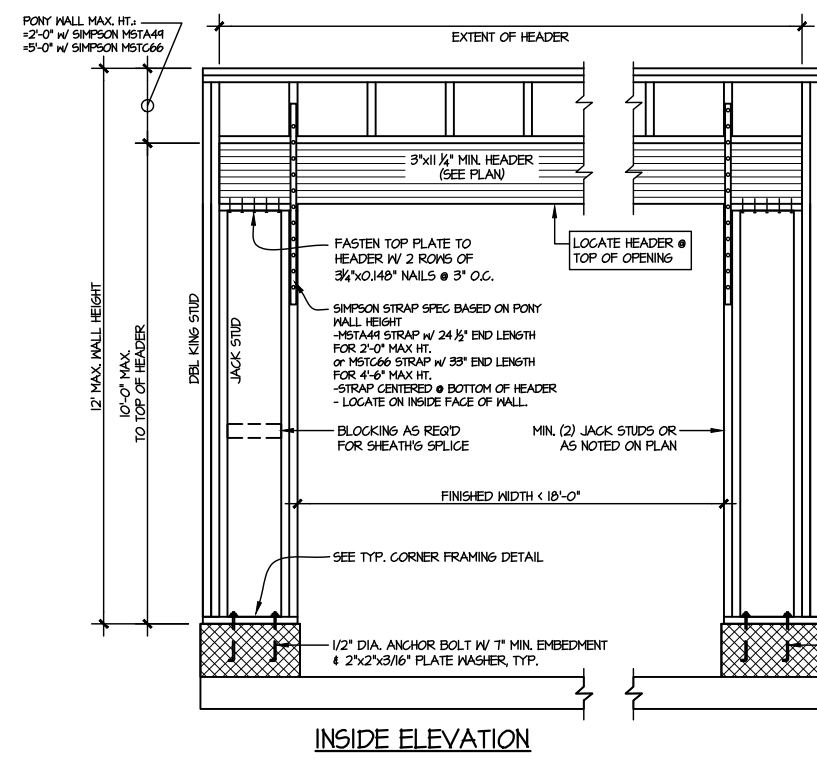 PONY WALL MAX. HT.:
=2'-0" W/ SIMPSON MSTA49
=5'-0" W/ SIMPSON MSTC66
EXTENT OF HEADER
3"x11 1/4" MIN. HEADER
(SEE PLAN)
FASTEN TOP PLATE TO
HEADER W/ 2 ROWS OF
3 1/4"x0.148" NAILS @ 3" O.C.
LOCATE HEADER @
TOP OF OPENING
SIMPSON STRAP SPEC BASED ON PONY
WALL HEIGHT
-MSTA49 STRAP w/ 24 1/2" END LENGTH
FOR 2'-0" MAX HT.
or MSTC66 STRAP w/ 33" END LENGTH
FOR 4'-6" MAX HT.
-STRAP CENTERED @ BOTTOM OF HEADER
- LOCATE ON INSIDE FACE OF WALL.
12' MAX. WALL HEIGHT
10'-0" MAX.
TO TOP OF HEADER
DBL KING STUD
JACK STUD
BLOCKING AS REQ'D
FOR SHEATH'G SPLICE
MIN. (2) JACK STUDS OR
AS NOTED ON PLAN
FINISHED WIDTH < 18'-0"
SEE TYP. CORNER FRAMING DETAIL
1/2" DIA. ANCHOR BOLT W/ 7" MIN. EMBEDMENT
& 2"x2"x3/16" PLATE WASHER, TYP.
INSIDE ELEVATION